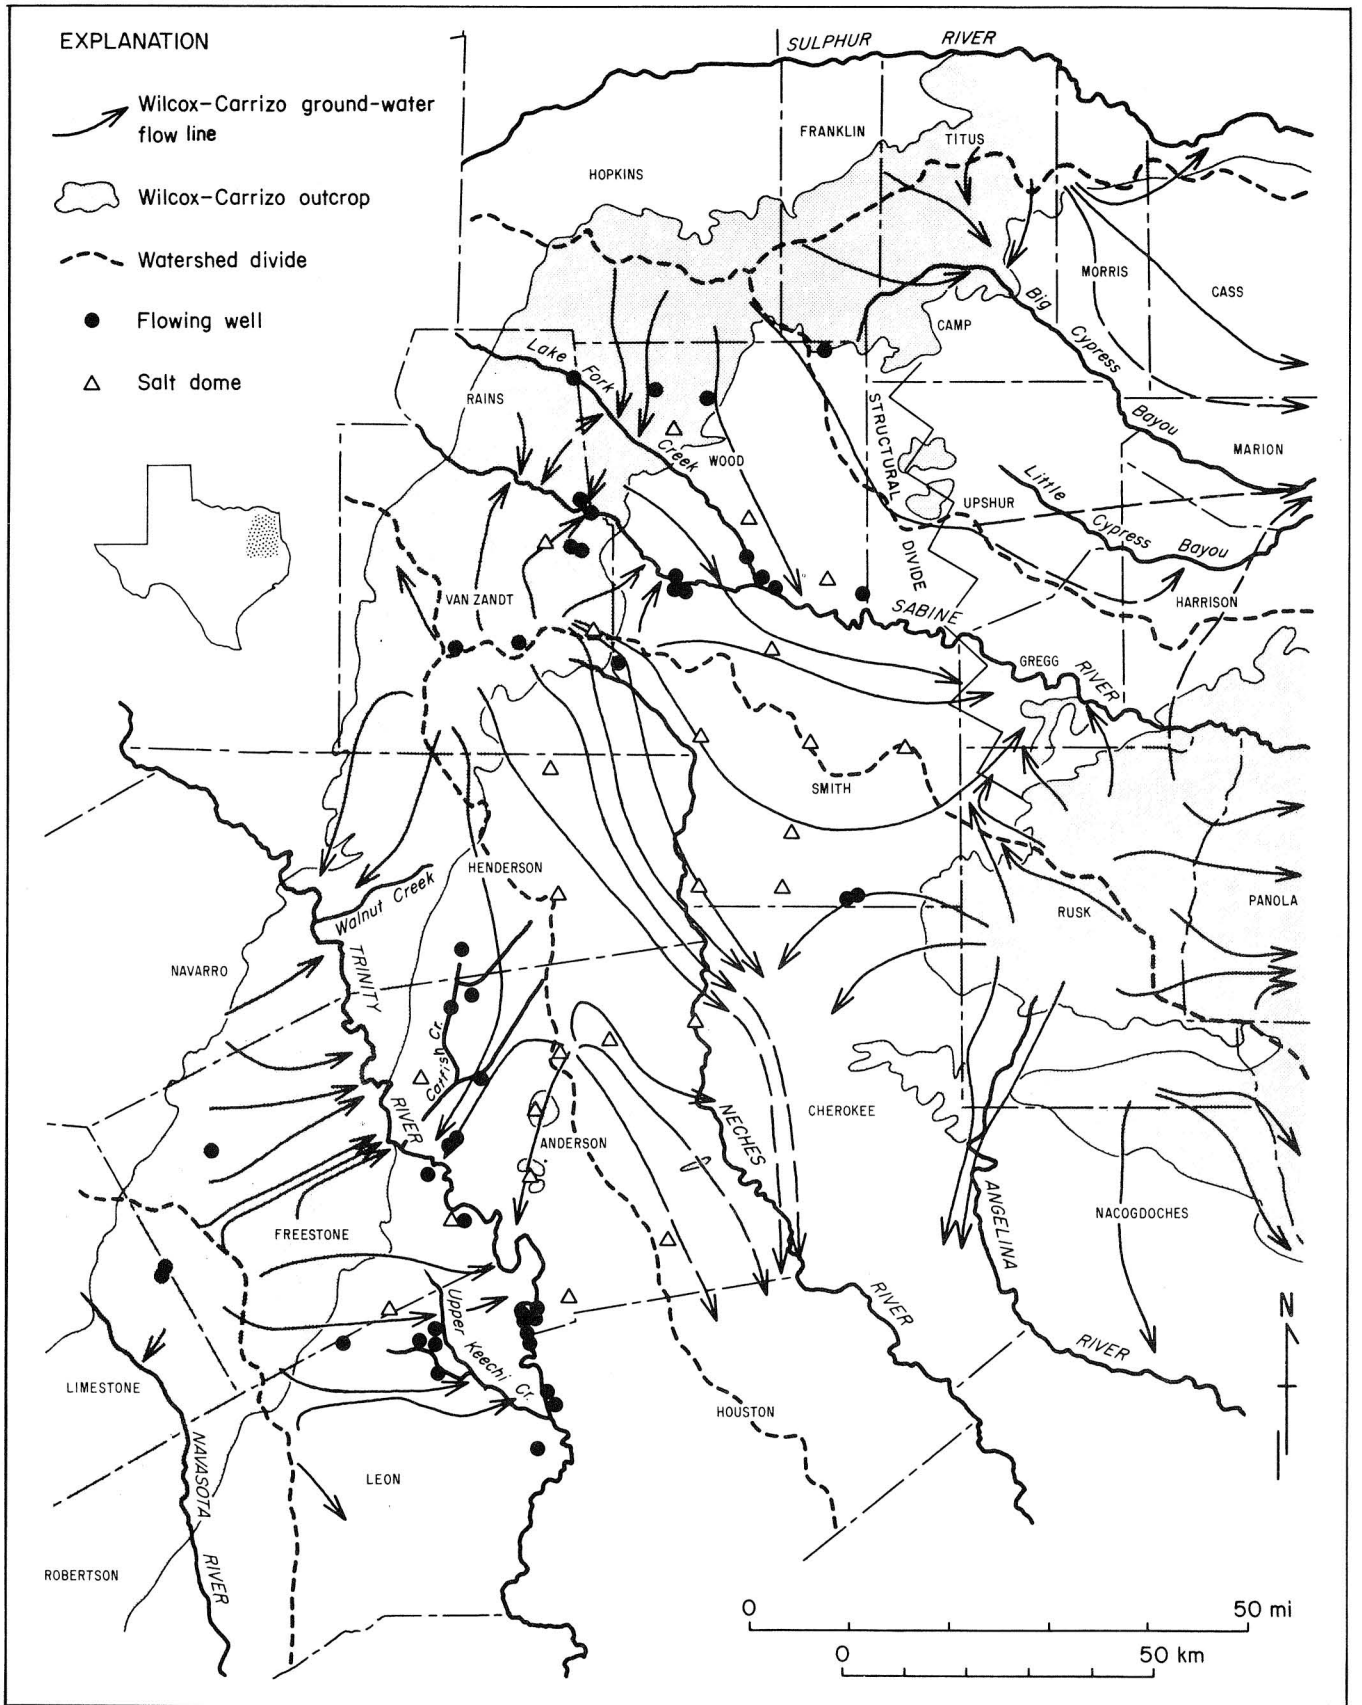 EXPLANATION
Wilcox-Carrizo ground-water
flow line
Wilcox-Carrizo outcrop
Watershed divide
Flowing well
Salt dome
SULPHUR RIVER
FRANKLIN
TITUS
HOPKINS
MORRIS
CASS
Big Cypress Bayou
CAMP
Lake Fork Creek
RAINS
WOOD
STRUCTURAL DIVIDE
MARION
UPSHUR
Little Cypress Bayou
VAN ZANDT
HARRISON
SABINE RIVER
GREGG
SMITH
HENDERSON
Walnut Creek
RUSK
PANOLA
NAVARRO
TRINITY RIVER
Catfish Cr.
NECHES RIVER
CHEROKEE
ANDERSON
ANGELINA RIVER
NACOGDOCHES
FREESTONE
Upper Keechi Cr.
LIMESTONE
NAVASOTA RIVER
HOUSTON
LEON
ROBERTSON
N
0 50 mi
0 50 km